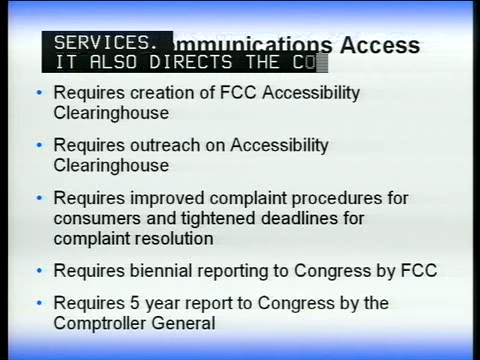 SERVICES.
IT ALSO DIRECTS THE CO
mmunications Access
• Requires creation of FCC Accessibility
Clearinghouse
• Requires outreach on Accessibility
Clearinghouse
• Requires improved complaint procedures for
consumers and tightened deadlines for
complaint resolution
• Requires biennial reporting to Congress by FCC
• Requires 5 year report to Congress by the
Comptroller General